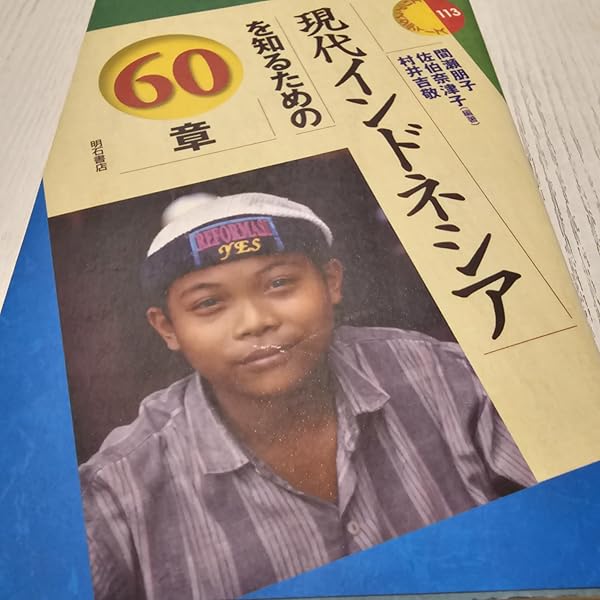 現代インドネシア
を知るための
60
章
間瀬朋子
佐伯奈津子
村井吉敬
(編著)
明石書店
113
REFORMASI
YES